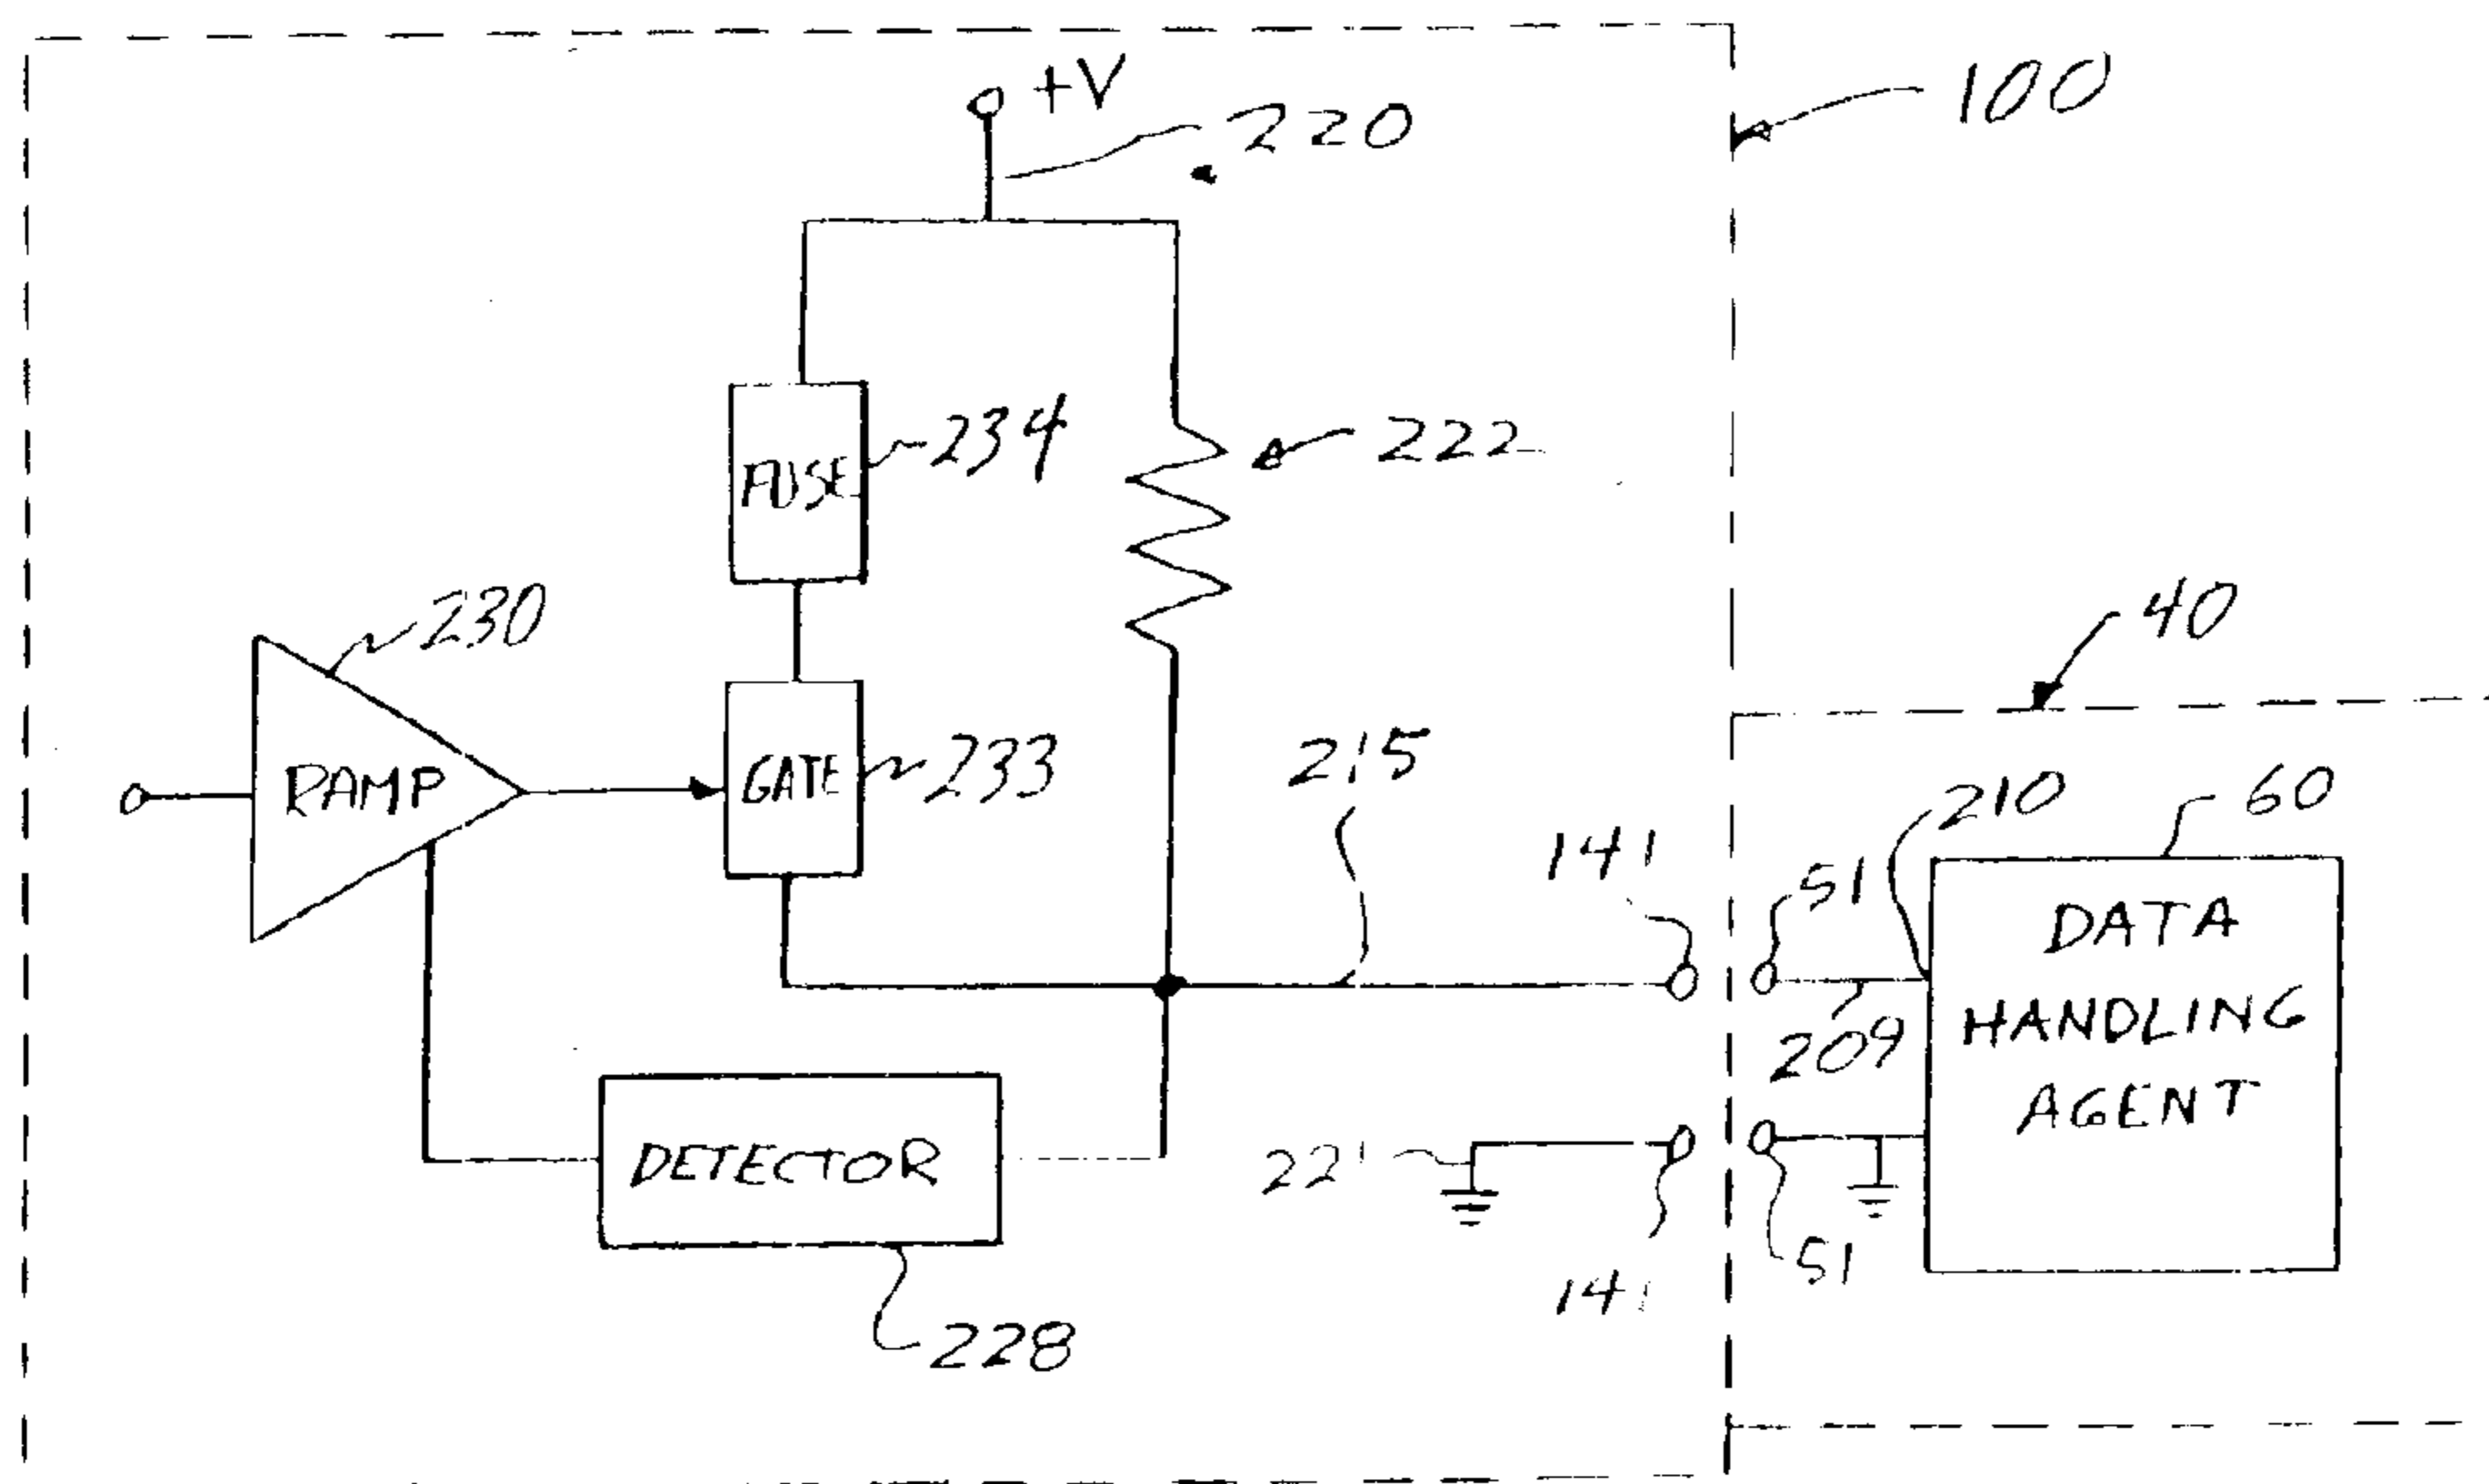 +V
220
100
234
222
FUSE
40
230
215
RAMP
GATE
233
210
60
141
51
DATA
HANDLING
AGENT
209
DETECTOR
221
51
141
228